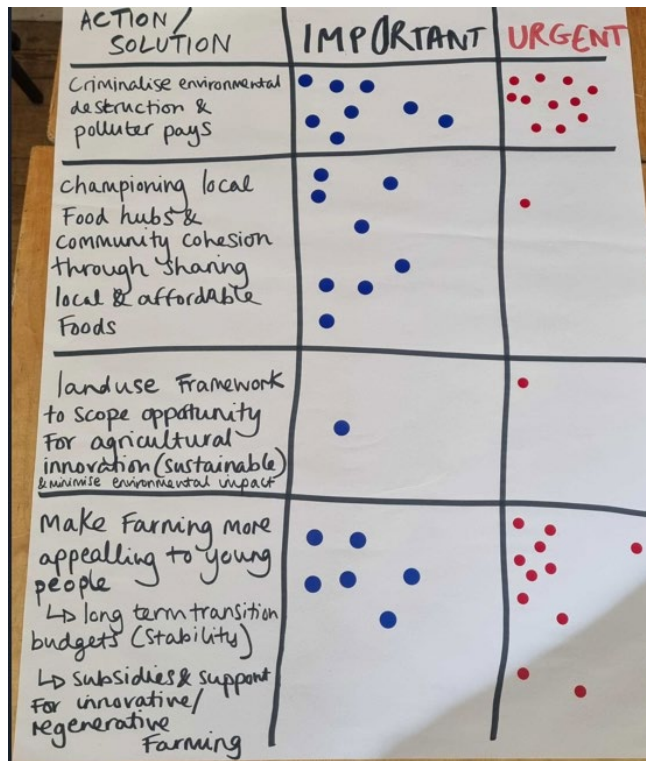 ACTION/
SOLUTION
IMPORTANT
URGENT
Criminalise environmental
destruction &
polluter pays
championing local
Food hubs &
community cohesion
through sharing
local & affordable
Foods
landuse Framework
to scope oppotunity
For agricultural
innovation (sustainable)
& minimise environmental impact
Make Farming more
appealling to young
people
↳ long term transition
budgets (stability)
↳ subsidies & support
For innovative/
regenerative
Farming